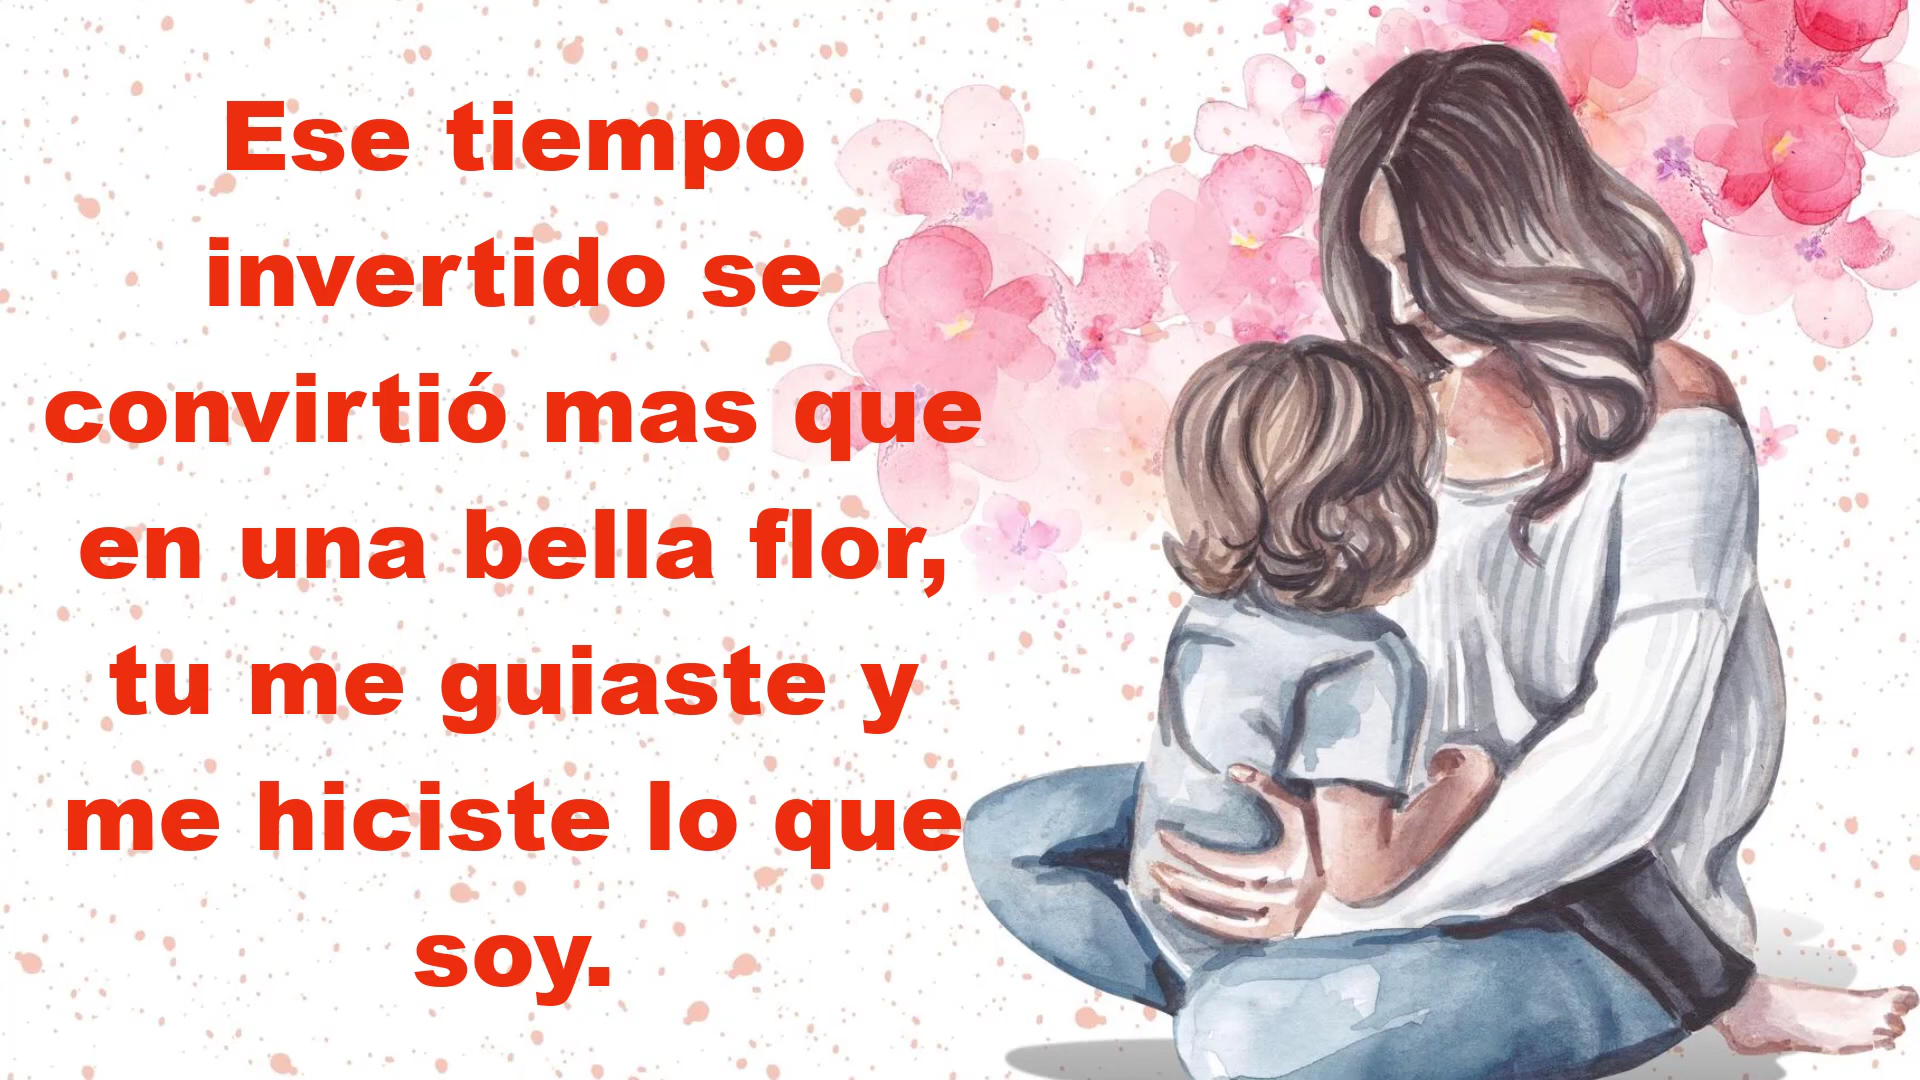 Ese tiempo
invertido se
convirtió mas que
en una bella flor,
tu me guiaste y
me hiciste lo que
soy.